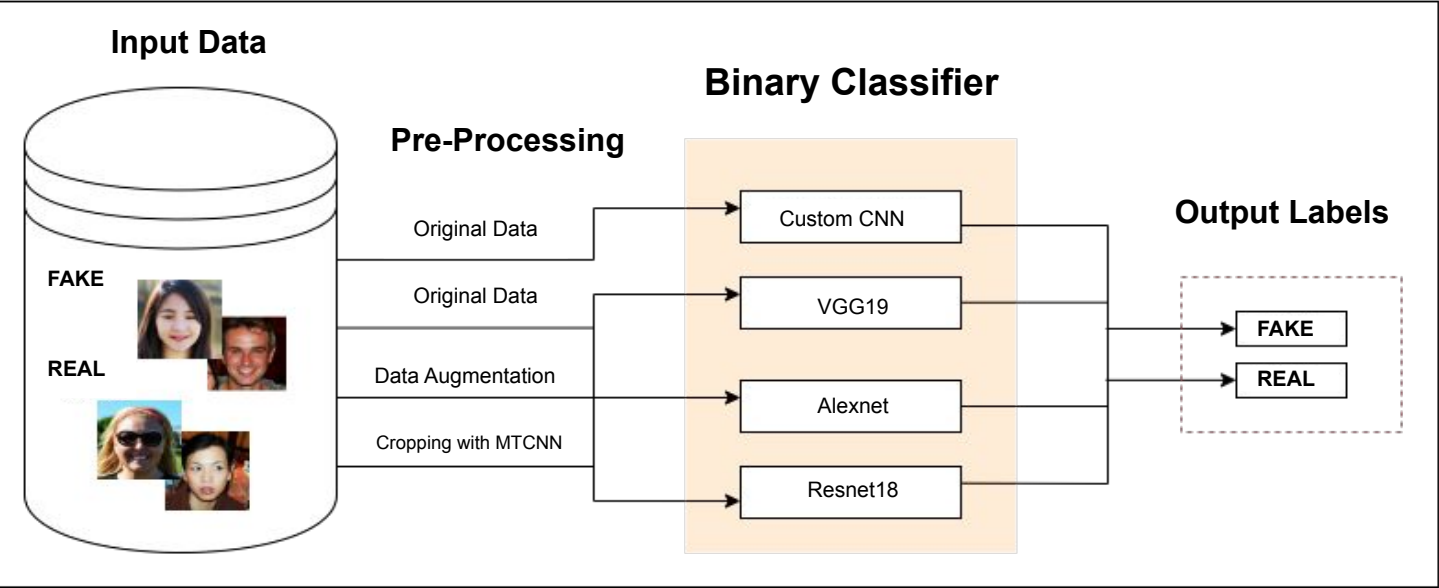 Input Data
FAKE
REAL
Pre-Processing
Original Data
Original Data
Data Augmentation
Cropping with MTCNN
Binary Classifier
Custom CNN
VGG19
Alexnet
Resnet18
Output Labels
FAKE
REAL